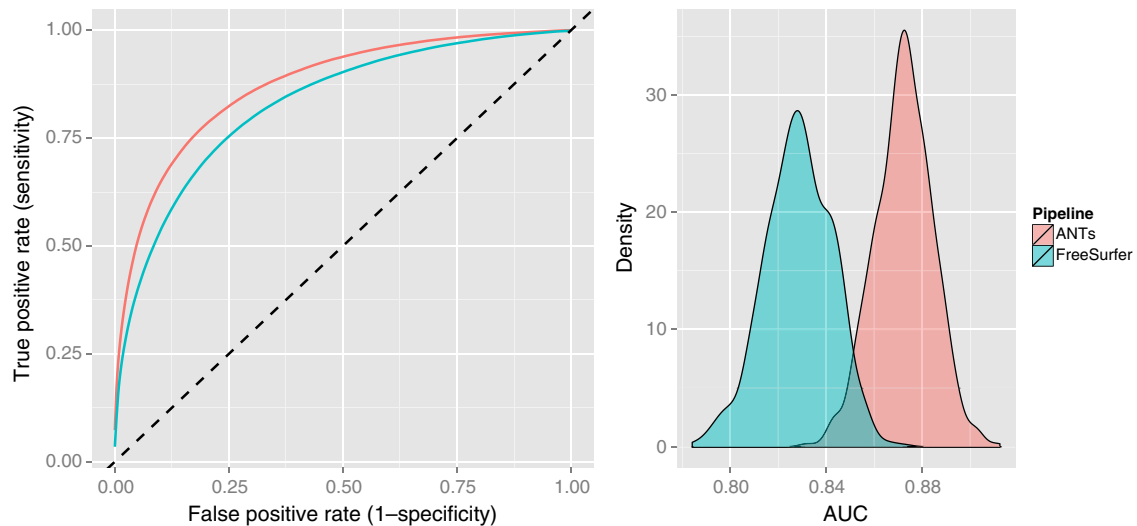 True positive rate (sensitivity)
1.00
0.75
0.50
0.25
0.00
0.00 0.25 0.50 0.75 1.00
False positive rate (1–specificity)
Density
30
20
10
0
0.80 0.84 0.88
AUC
Pipeline
ANTs
FreeSurfer